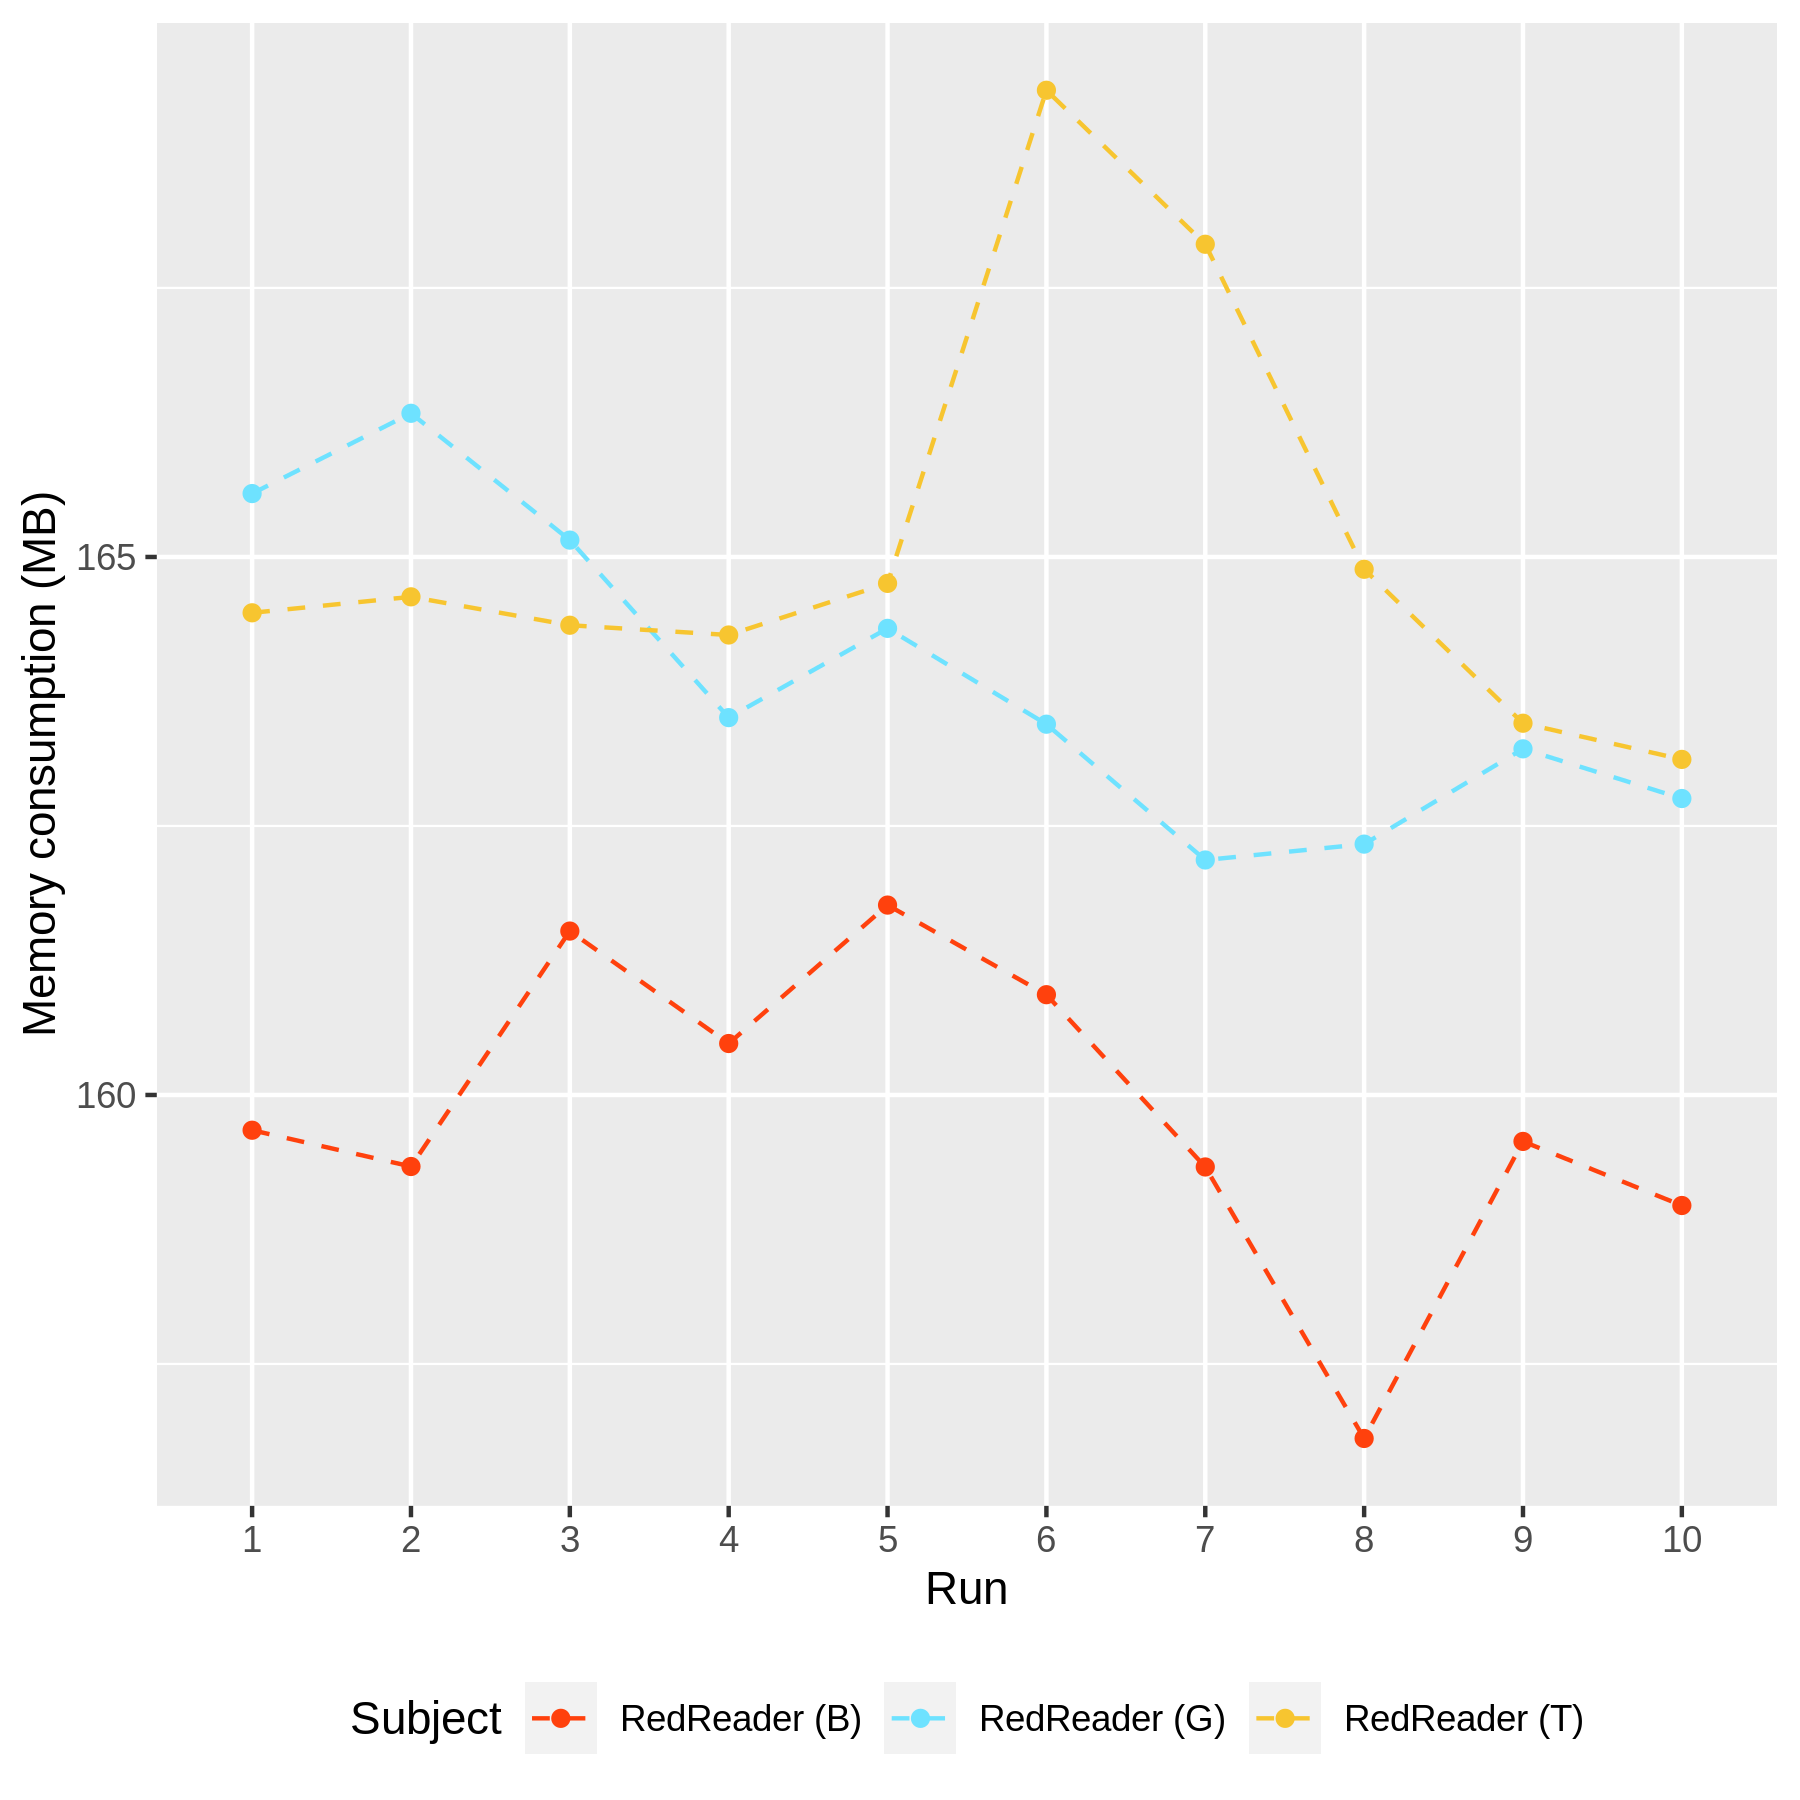 Memory consumption (MB)
165
160
1 2 3 4 5 6 7 8 9 10
Run
Subject RedReader (B) RedReader (G) RedReader (T)